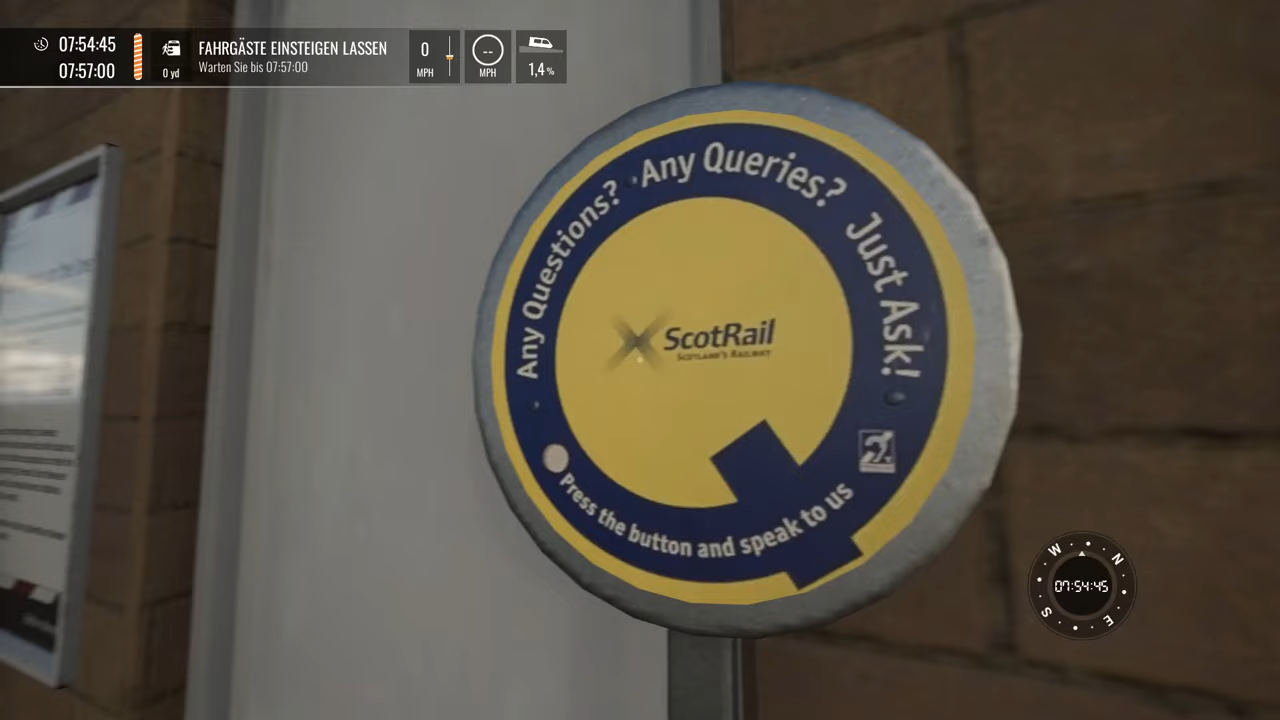 07:54:45
07:57:00
0 yd
FAHRGÄSTE EINSTEIGEN LASSEN
Warten Sie bis 07:57:00
0
MPH
--
MPH
1,4 %
Any Questions? Any Queries? Just Ask!
ScotRail
SCOTLAND'S RAILWAY
Press the button and speak to us
W
N
S
E
07:54:45